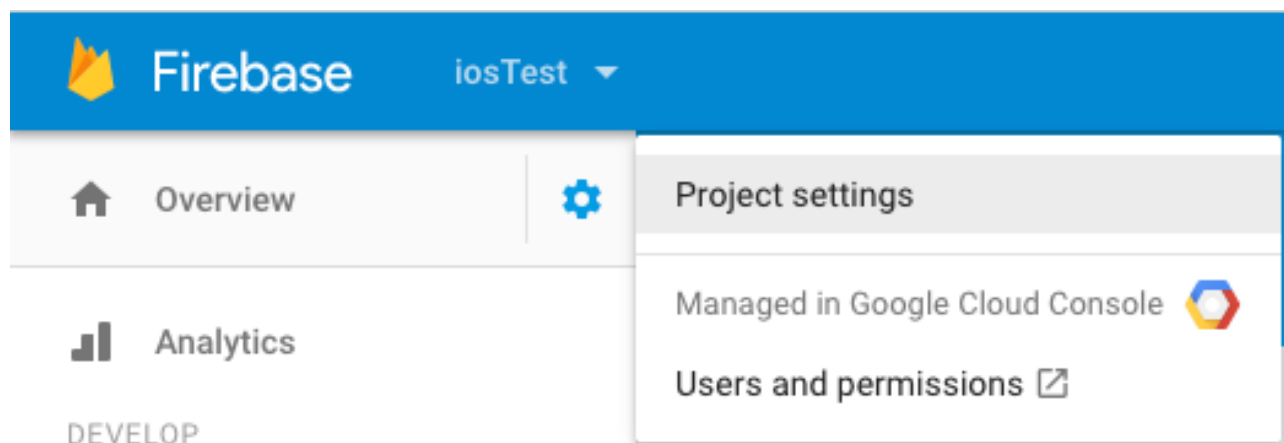 Firebase iosTest
Overview
Project settings
Managed in Google Cloud Console
Analytics
Users and permissions
DEVELOP